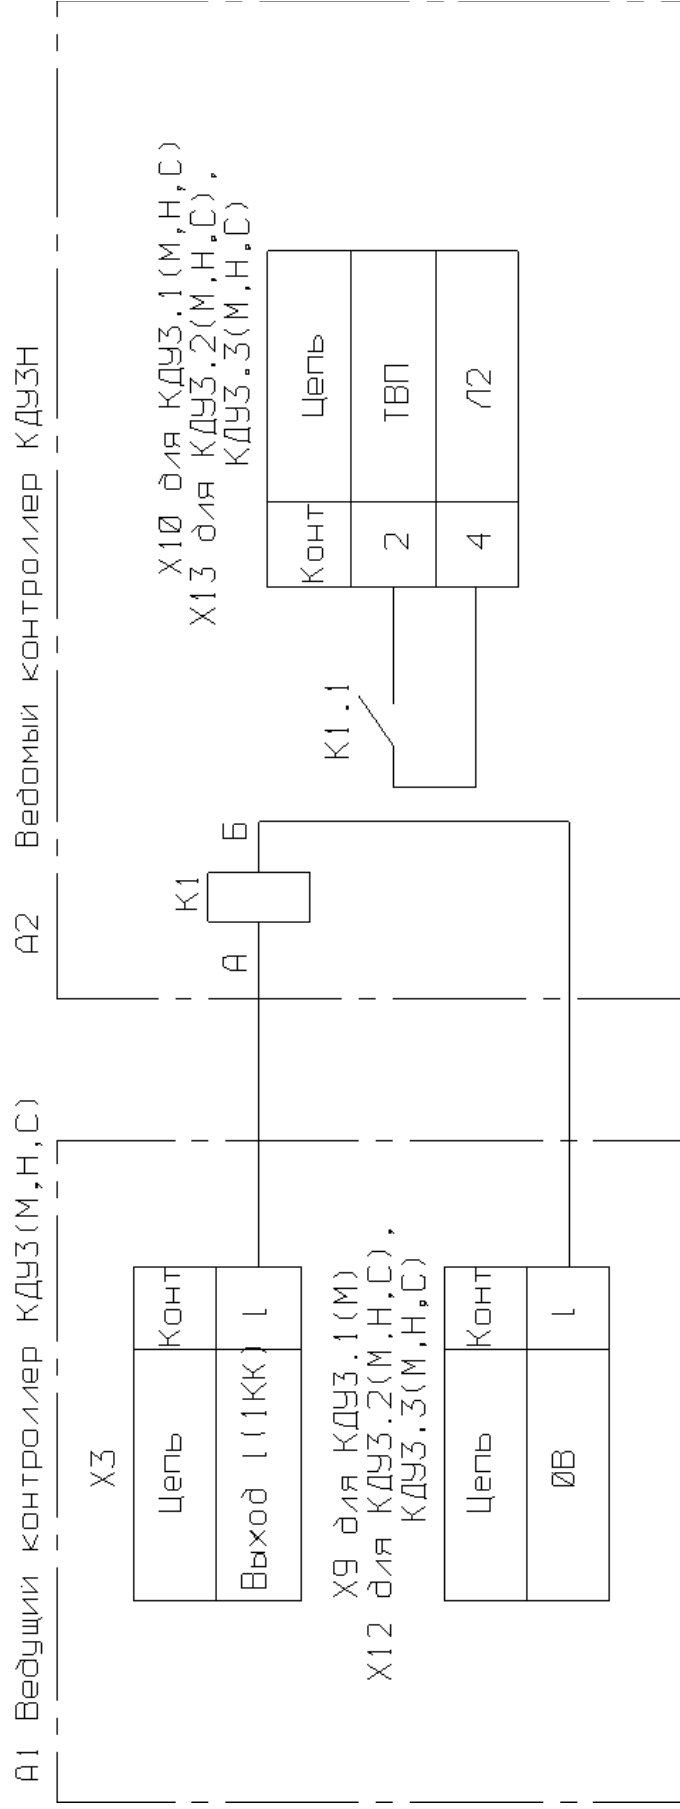 А1 Ведущий контроллер КДУЗ(М,Н,С)
Х3
Цепь Конт
Выход 1(1КК) 1
Х9 для КДУЗ.1(М)
Х12 для КДУЗ.2(М,Н,С),
КДУЗ.3(М,Н,С)
Цепь Конт
0В 1
А2 Ведомый контроллер КДУЗН
К1
А Б
К1.1
Х10 для КДУЗ.1(М,Н,С)
Х13 для КДУЗ.2(М,Н,С),
КДУЗ.3(М,Н,С)
Конт Цепь
2 ТВП
4 Л2